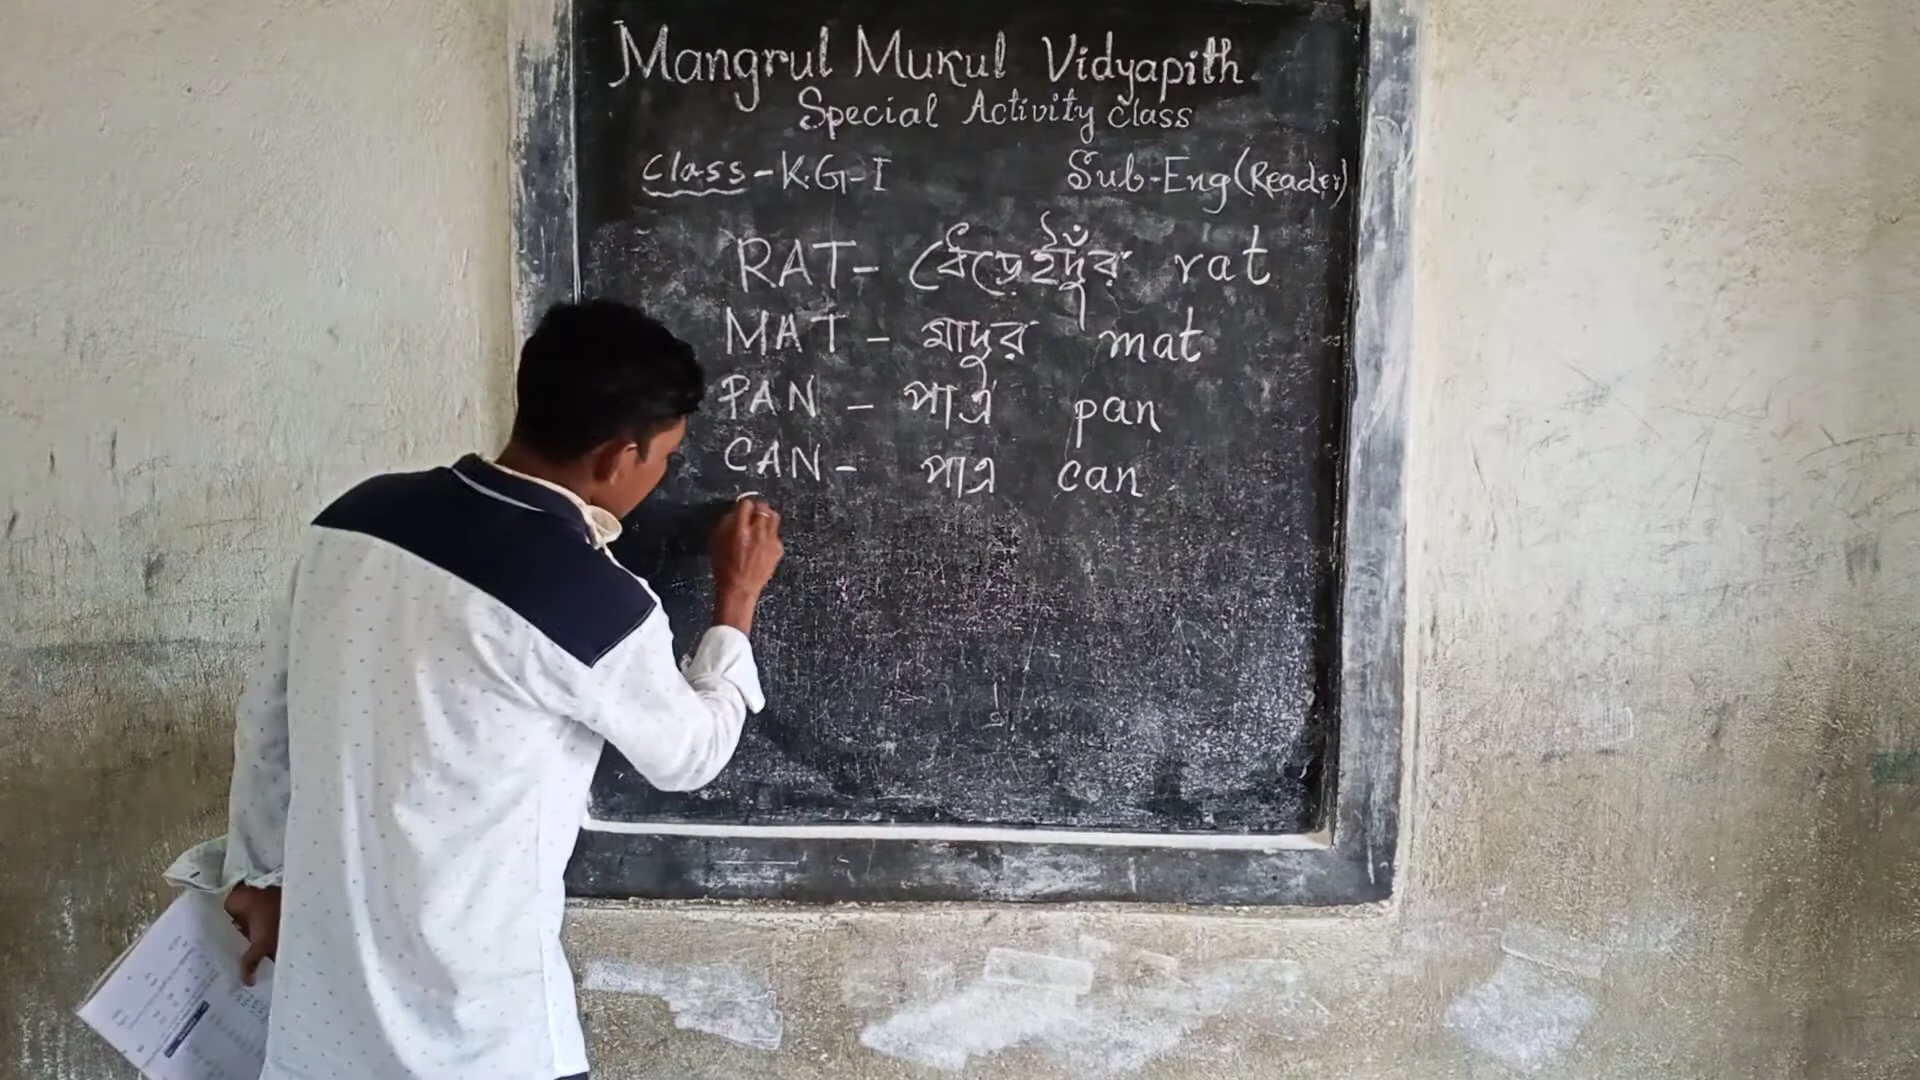 Mangrul Mukul Vidyapith
Special Activity class
class-K.G-I Sub-Eng(Reader)
RAT- ধেড়েইঁদুর rat
MAT - মাদুর mat
PAN - পাত্র pan
CAN - পাত্র can